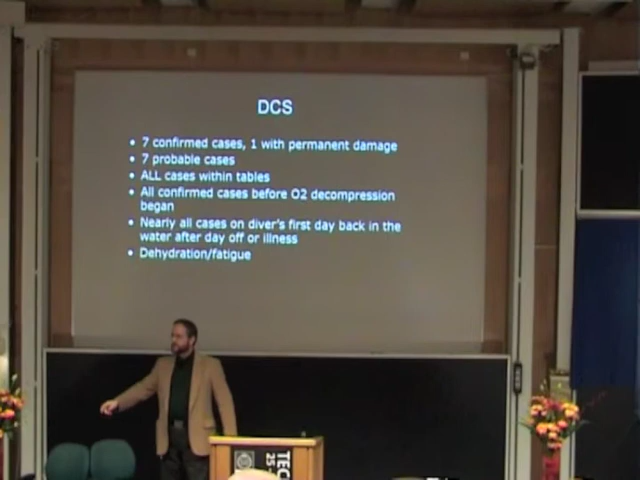 DCS
• 7 confirmed cases, 1 with permanent damage
• 7 probable cases
• ALL cases within tables
• All confirmed cases before O2 decompression
began
• Nearly all cases on diver's first day back in the
water after day off or illness
• Dehydration/fatigue
TEC
25